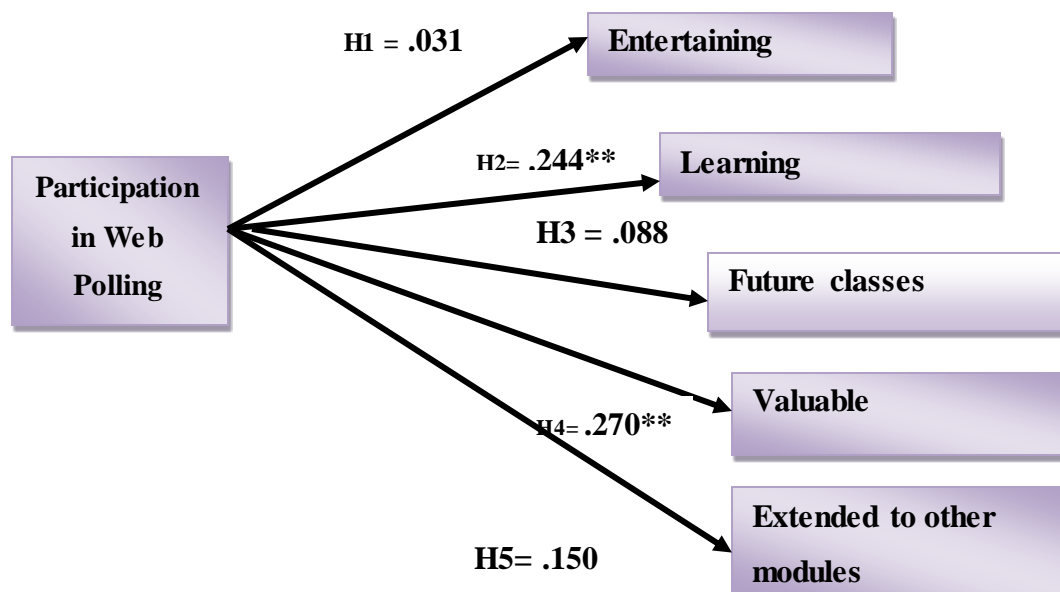 H1 = .031
Entertaining
H2= .244**
Learning
Participation
in Web
Polling
H3 = .088
Future classes
Valuable
H4= .270**
Extended to other
modules
H5= .150